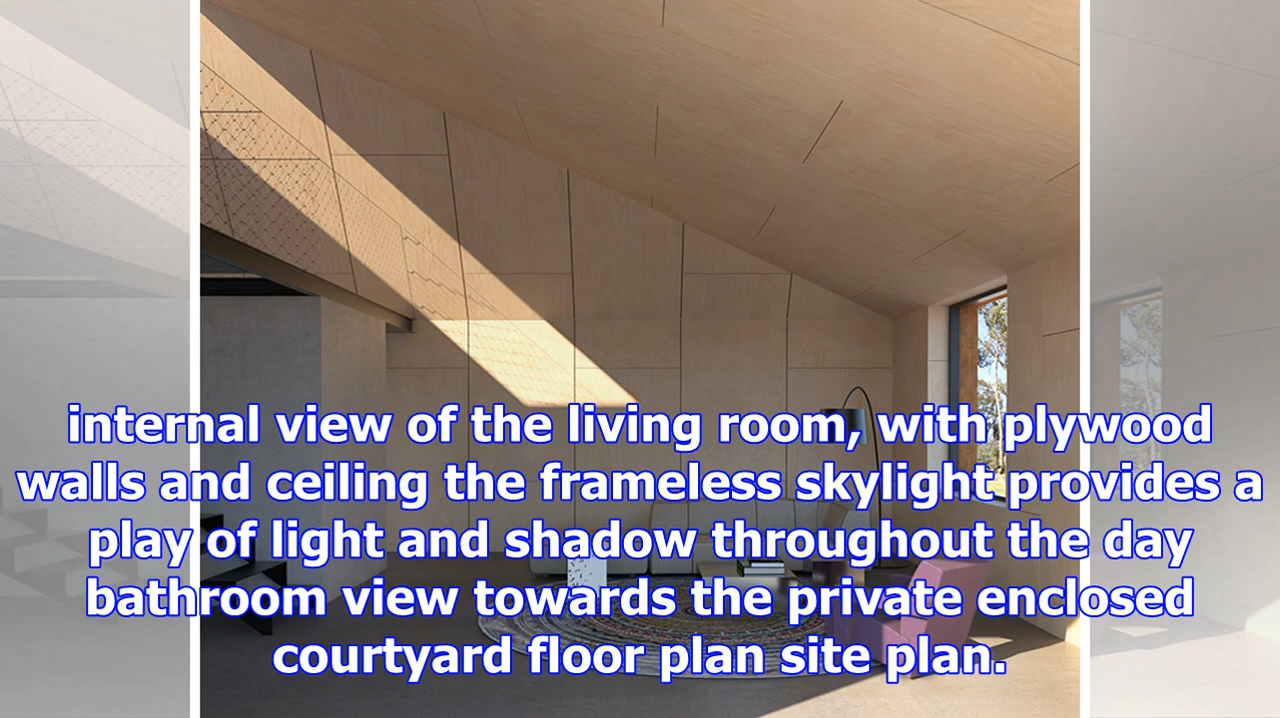 internal view of the living room, with plywood
walls and ceiling the frameless skylight provides a
play of light and shadow throughout the day
bathroom view towards the private enclosed
courtyard floor plan site plan.